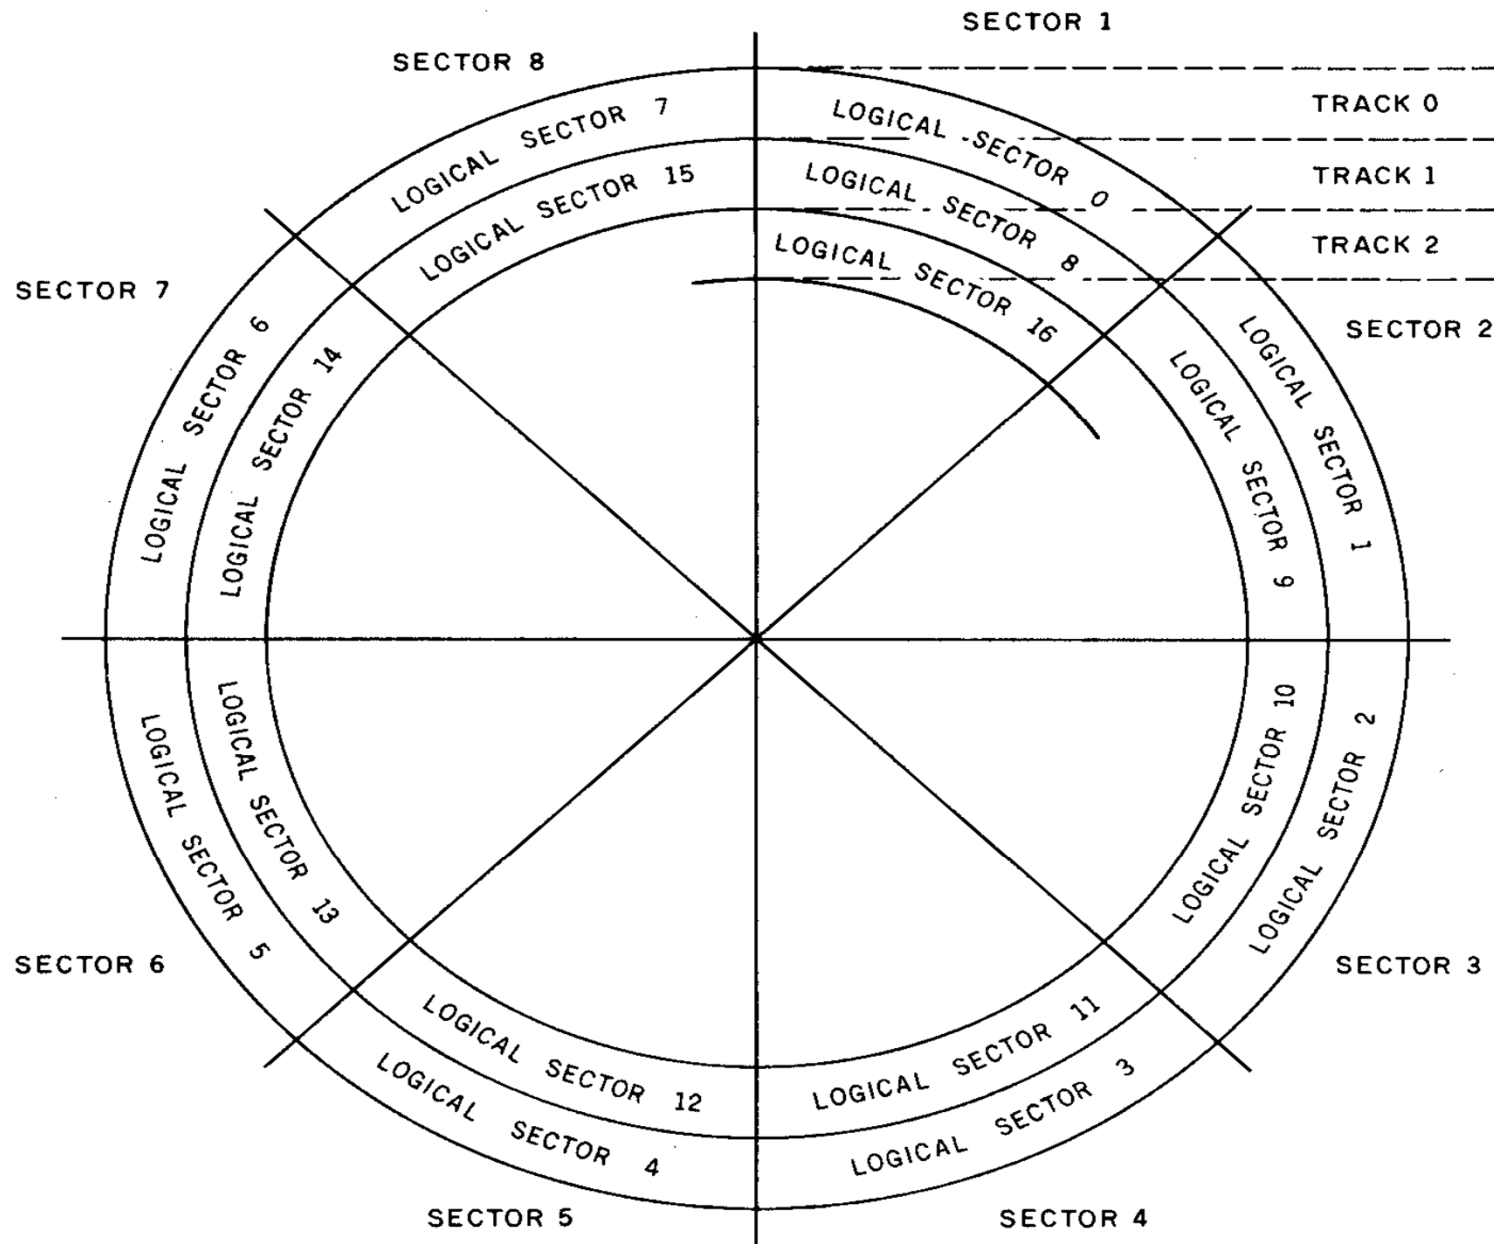 SECTOR 1
SECTOR 8
TRACK 0
LOGICAL SECTOR 7
LOGICAL SECTOR 0
TRACK 1
LOGICAL SECTOR 15
LOGICAL SECTOR 8
TRACK 2
LOGICAL SECTOR 16
SECTOR 7
SECTOR 2
LOGICAL SECTOR 6
LOGICAL SECTOR 14
LOGICAL SECTOR 9
LOGICAL SECTOR 1
LOGICAL SECTOR 5
LOGICAL SECTOR 13
LOGICAL SECTOR 10
LOGICAL SECTOR 2
SECTOR 6
SECTOR 3
LOGICAL SECTOR 12
LOGICAL SECTOR 11
LOGICAL SECTOR 4
LOGICAL SECTOR 3
SECTOR 5
SECTOR 4